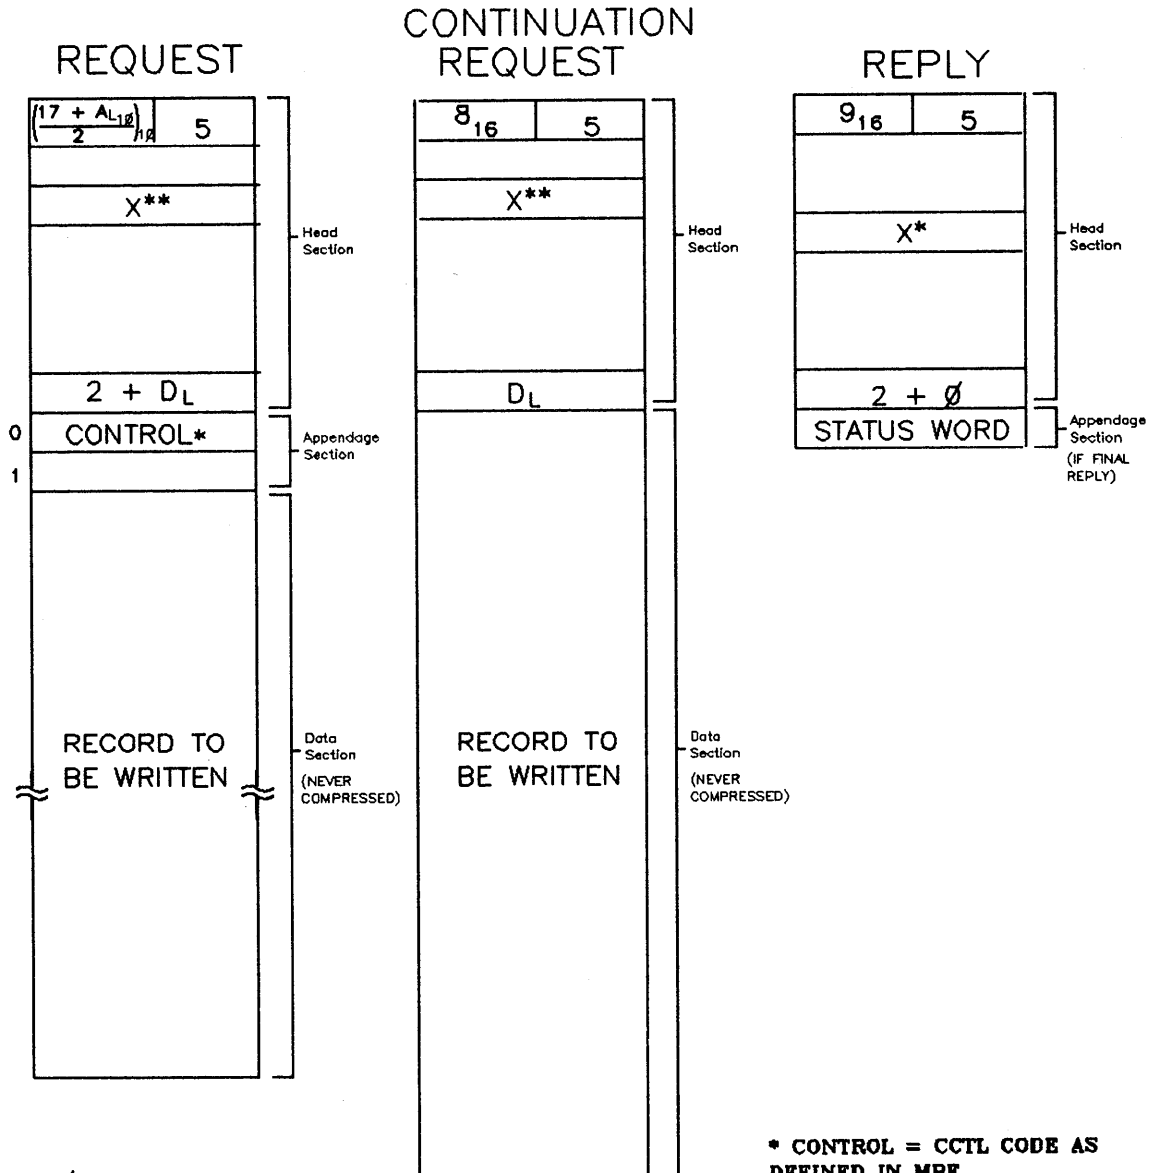 REQUEST
(17 + AL10 / 2)10
5
X**
Head
Section
2 + DL
0
CONTROL*
1
Appendage
Section
RECORD TO
BE WRITTEN
Data
Section
(NEVER
COMPRESSED)
CONTINUATION
REQUEST
8 16
5
X**
Head
Section
DL
RECORD TO
BE WRITTEN
Data
Section
(NEVER
COMPRESSED)
REPLY
9 16
5
X*
Head
Section
2 + Ø
STATUS WORD
Appendage
Section
(IF FINAL
REPLY)
* CONTROL = CCTL CODE AS
DEFINED IN MPE